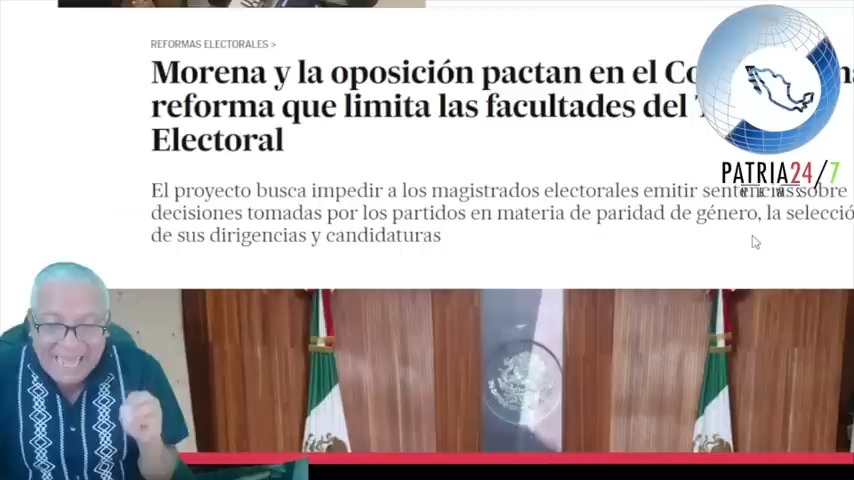 REFORMAS ELECTORALES >
Morena y la oposición pactan en el
reforma que limita las facultades del
Electoral
El proyecto busca impedir a los magistrados electorales emitir sentencias sobre
decisiones tomadas por los partidos en materia de paridad de género, la
de sus dirigencias y candidaturas
PATRIA24/7